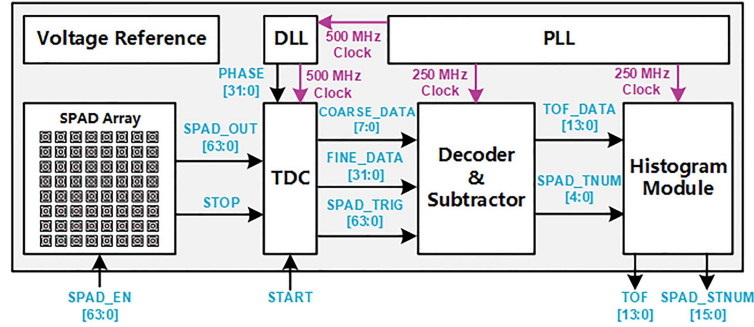 Voltage Reference
DLL
500 MHz
Clock
PLL
PHASE
[31:0]
500 MHz
Clock
250 MHz
Clock
250 MHz
Clock
SPAD Array
SPAD_OUT
[63:0]
STOP
TDC
COARSE_DATA
[7:0]
FINE_DATA
[31:0]
SPAD_TRIG
[63:0]
Decoder
&
Subtractor
TOF_DATA
[13:0]
SPAD_TNUM
[4:0]
Histogram
Module
SPAD_EN
[63:0]
START
TOF
[13:0]
SPAD_STNUM
[15:0]